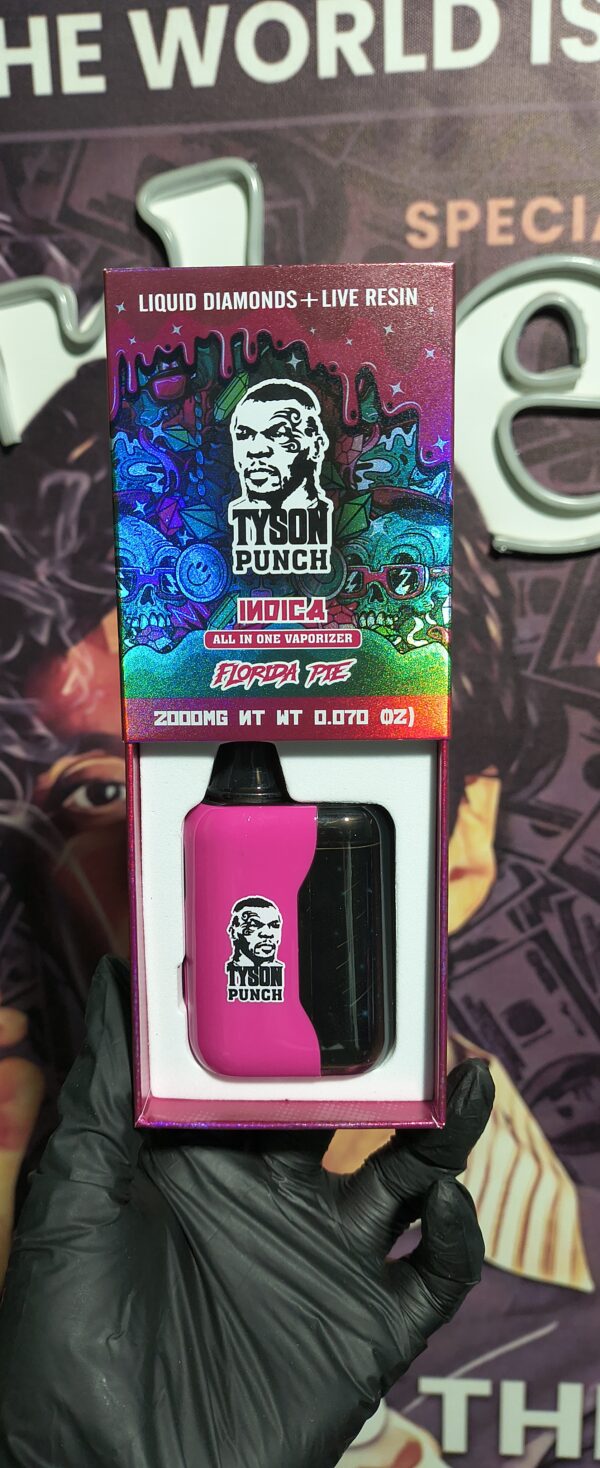 HE WORLD IS
SPECIA
LIQUID DIAMONDS+LIVE RESIN
TYSON
PUNCH
INDICA
ALL IN ONE VAPORIZER
FLORIDA PIE
2000MG NT WT 0.070 OZ)
TYSON
PUNCH
THE